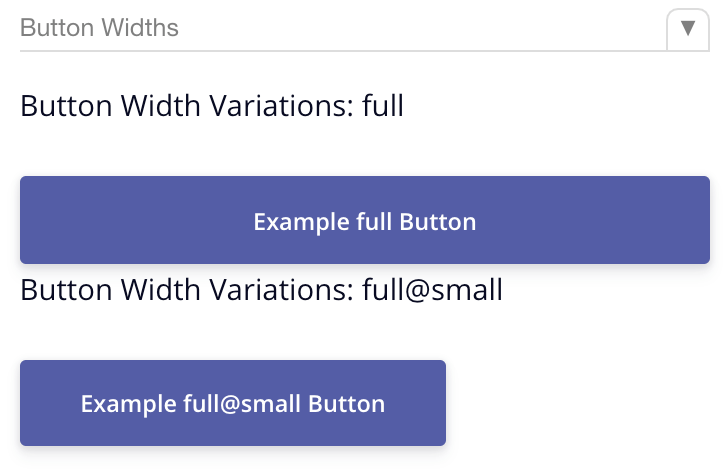 Button Widths ▼
Button Width Variations: full
Example full Button
Button Width Variations: full@small
Example full@small Button